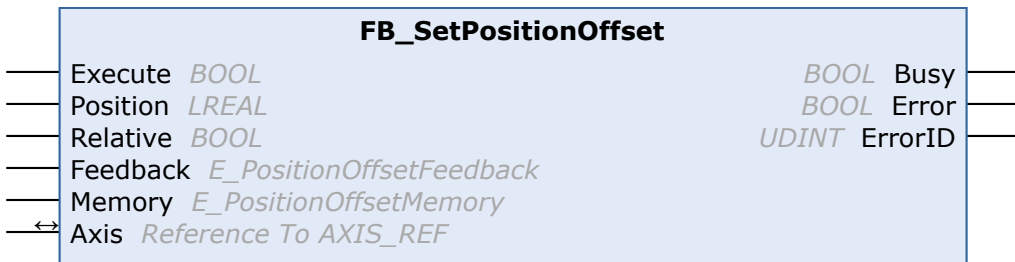 FB_SetPositionOffset
Execute BOOL BOOL Busy
Position LREAL BOOL Error
Relative BOOL UDINT ErrorID
Feedback E_PositionOffsetFeedback
Memory E_PositionOffsetMemory
↔ Axis Reference To AXIS_REF